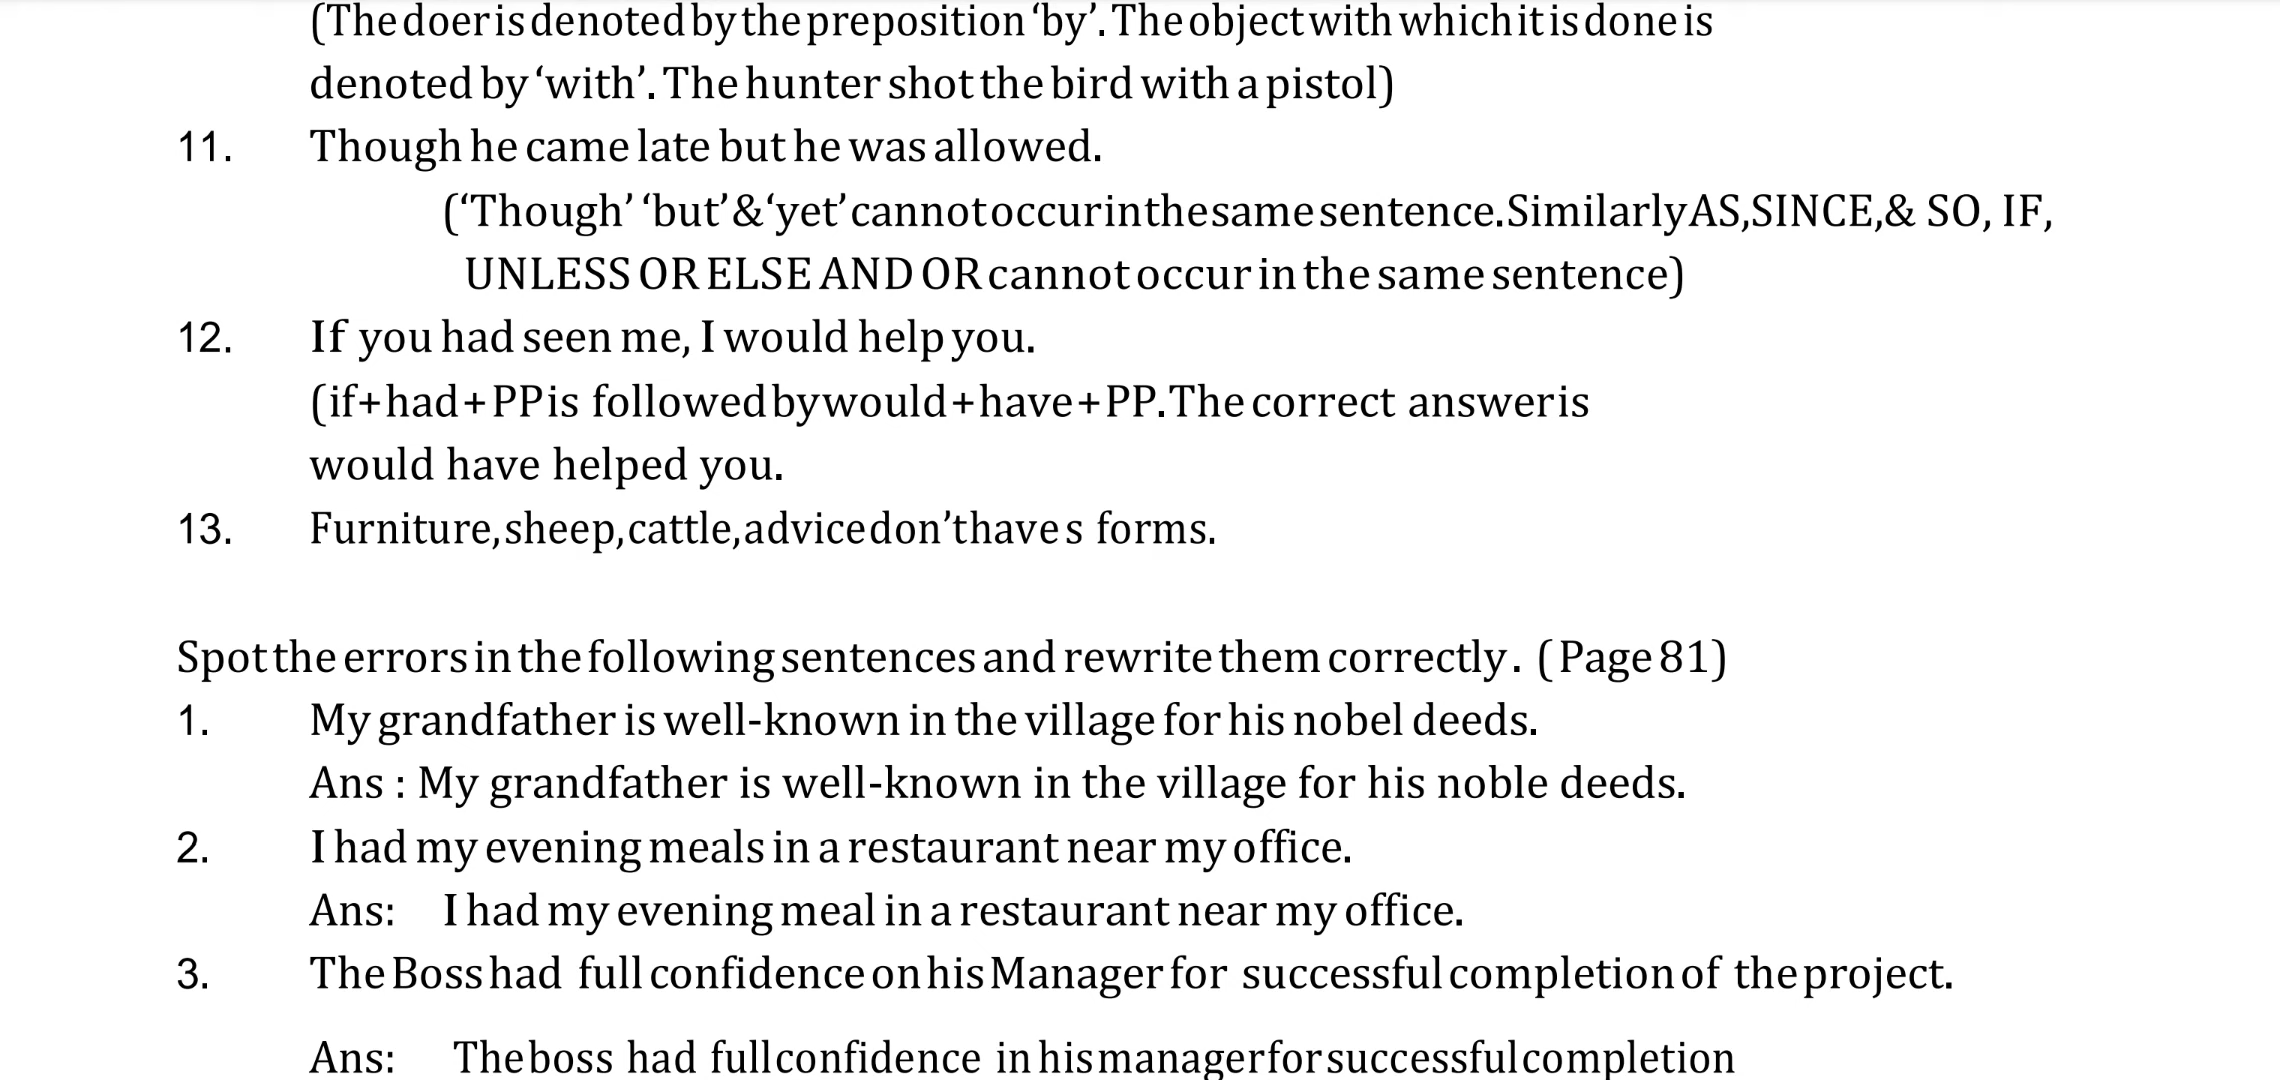 (The doer is denoted by the preposition ‘by’. The object with which it is done is
denoted by ‘with’. The hunter shot the bird with a pistol)
11. Though he came late but he was allowed.
(‘Though’ ‘but’ & ‘yet’ cannot occur in the same sentence. Similarly AS, SINCE, & SO, IF,
UNLESS OR ELSE AND OR cannot occur in the same sentence)
12. If you had seen me, I would help you.
(if+had+PP is followed by would+have+PP. The correct answer is
would have helped you.
13. Furniture, sheep, cattle, advice don’t have s forms.
Spot the errors in the following sentences and rewrite them correctly. (Page 81)
1. My grandfather is well-known in the village for his nobel deeds.
Ans : My grandfather is well-known in the village for his noble deeds.
2. I had my evening meals in a restaurant near my office.
Ans: I had my evening meal in a restaurant near my office.
3. The Boss had full confidence on his Manager for successful completion of the project.
Ans: The boss had full confidence in his manager for successful completion